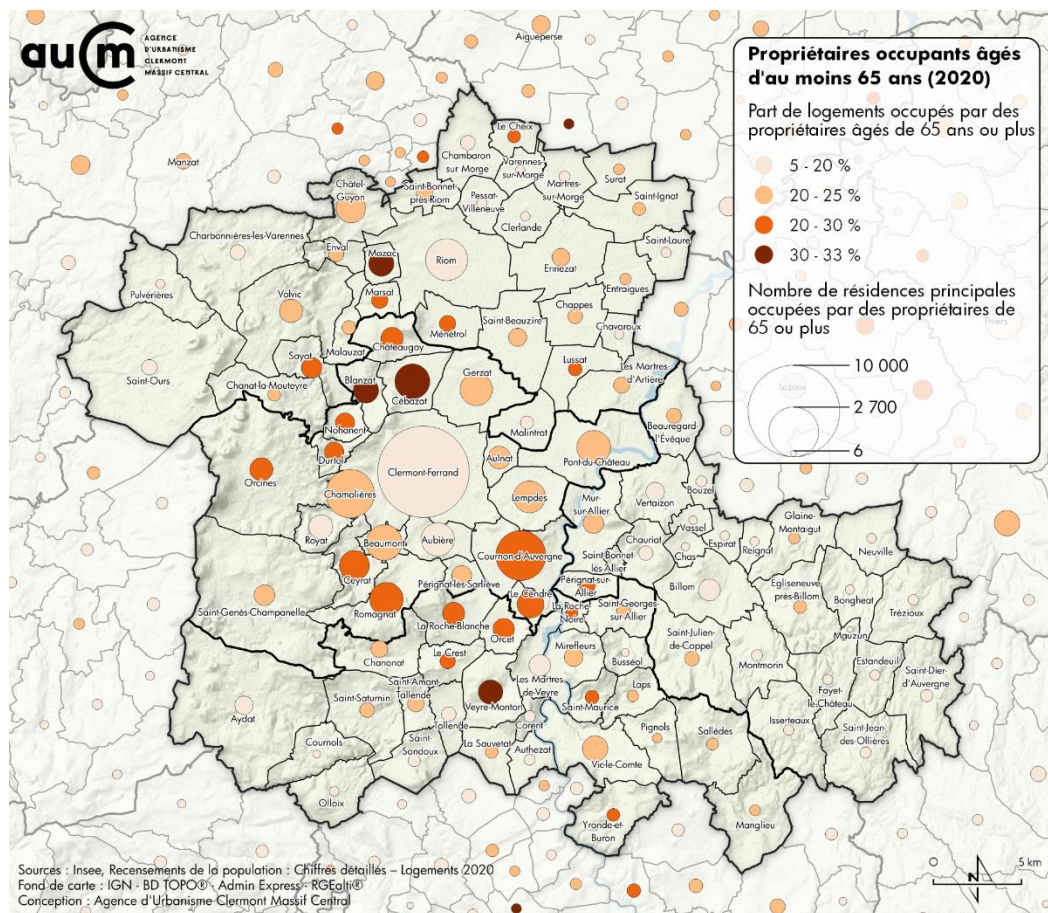 auCm
AGENCE
D'URBANISME
CLERMONT
MASSIF CENTRAL
Propriétaires occupants âgés
d'au moins 65 ans (2020)
Part de logements occupés par des
propriétaires âgés de 65 ans ou plus
5 - 20 %
20 - 25 %
20 - 30 %
30 - 33 %
Nombre de résidences principales
occupées par des propriétaires de
65 ou plus
10 000
2 700
6
Aigueperse
Manzat
Thiers
Lezoux
Le Cheix
Chambaron
sur Morge
Varennes-
sur-Morge
Martres-
sur-Morge
Surat
Saint-Ignat
Châtel-
Guyon
Saint-Bonnet-
près-Riom
Pessat-
Villeneuve
Clerlande
Saint-Laure
Charbonnières-les-Varennes
Enval
Mozac
Riom
Ennezat
Entraigues
Pulvérières
Volvic
Marsat
Ménétrol
Saint-Beauzire
Chappes
Chavaroux
Malauzat
Châteaugay
Sayat
Saint-Ours
Chanat-la-Mouteyre
Blanzat
Cébazat
Gerzat
Lussat
Les Martres-
d'Artière
Nohanent
Malintrat
Beauregard
l'Évêque
Durtol
Clermont-Ferrand
Aulnat
Pont-du-Château
Orcines
Chamalières
Lempdes
Mur-
sur-Allier
Vertaizon
Bouzel
Royat
Beaumont
Aubière
Cournon-d'Auvergne
Saint-Bonnet
lès Allier
Chauriat
Vassel
Espirat
Chas
Reignat
Glaine-
Montaigut
Neuville
Ceyrat
Pérignat-lès-Sarliève
Pérignat-sur-
Allier
Billom
Égliseneuve
près-Billom
Bongheat
Trézioux
Saint-Genès-Champanelle
Romagnat
Le Cendre
La Roche
Noire
Saint-Georges-
sur-Allier
La Roche-Blanche
Orcet
Saint-Julien-
de-Coppel
Mauzun
Chanonat
Le Crest
Mirefleurs
Busséol
Montmorin
Estandeuil
Saint-Dier-
d'Auvergne
Saint-Amant-
Tallende
Veyre-Monton
Les Martres
de-Veyre
Laps
Fayet-
le-Château
Saint-Saturnin
Saint-Maurice
Aydat
Tallende
Corent
Pignols
Sallèdes
Isserteaux
Saint-Jean
des-Ollières
Cournols
Saint-
Sandoux
La Sauvetat
Authezat
Vic-le-Comte
Olloix
Yronde-et-
Buron
Manglieu
Sources : Insee, Recensements de la population : Chiffres détaillés – Logements 2020
Fond de carte : IGN - BD TOPO® - Admin Express - RGEalti®
Conception : Agence d'Urbanisme Clermont Massif Central
0
N
5 km